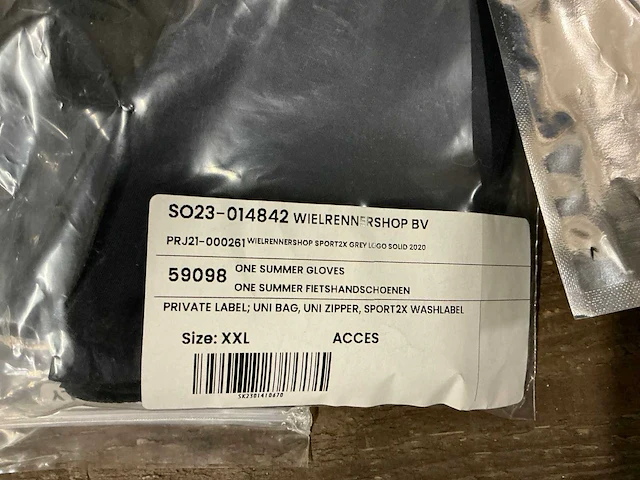 SO23-014842 WIELRENNERSHOP BV
PRJ21-000261 WIELRENNERSHOP SPORT2X GREY LOGO SOLID 2020
59098 ONE SUMMER GLOVES
ONE SUMMER FIETSHANDSCHOENEN
PRIVATE LABEL; UNI BAG, UNI ZIPPER, SPORT2X WASHLABEL
Size: XXL ACCES
SK2301410870